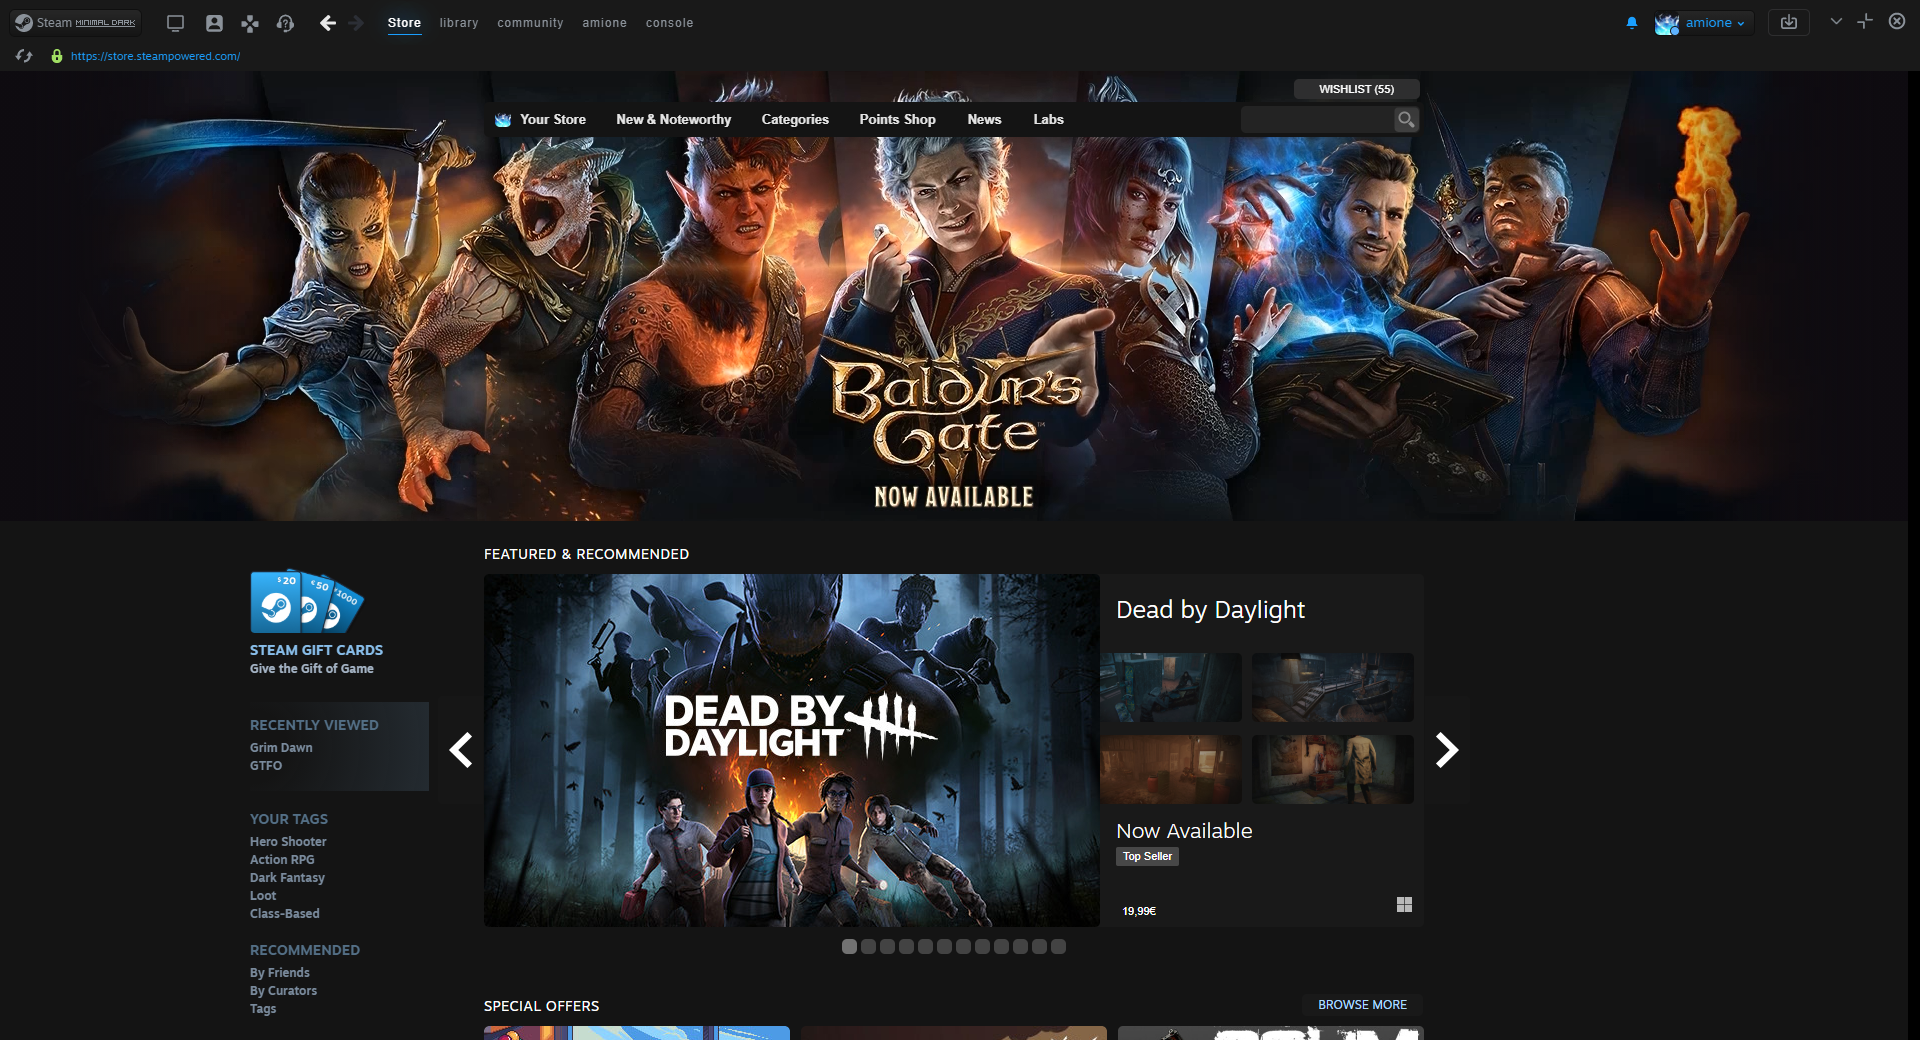 Steam MINIMAL DARK
Store library community amione console
amione
https://store.steampowered.com/
WISHLIST (55)
Your Store New & Noteworthy Categories Points Shop News Labs
BALDUR'S
GATE
III
NOW AVAILABLE
FEATURED & RECOMMENDED
$ 20
€ 50
1000
STEAM GIFT CARDS
Give the Gift of Game
RECENTLY VIEWED
Grim Dawn
GTFO
YOUR TAGS
Hero Shooter
Action RPG
Dark Fantasy
Loot
Class-Based
RECOMMENDED
By Friends
By Curators
Tags
DEAD BY
DAYLIGHT™
Dead by Daylight
Now Available
Top Seller
19,99€
SPECIAL OFFERS
BROWSE MORE